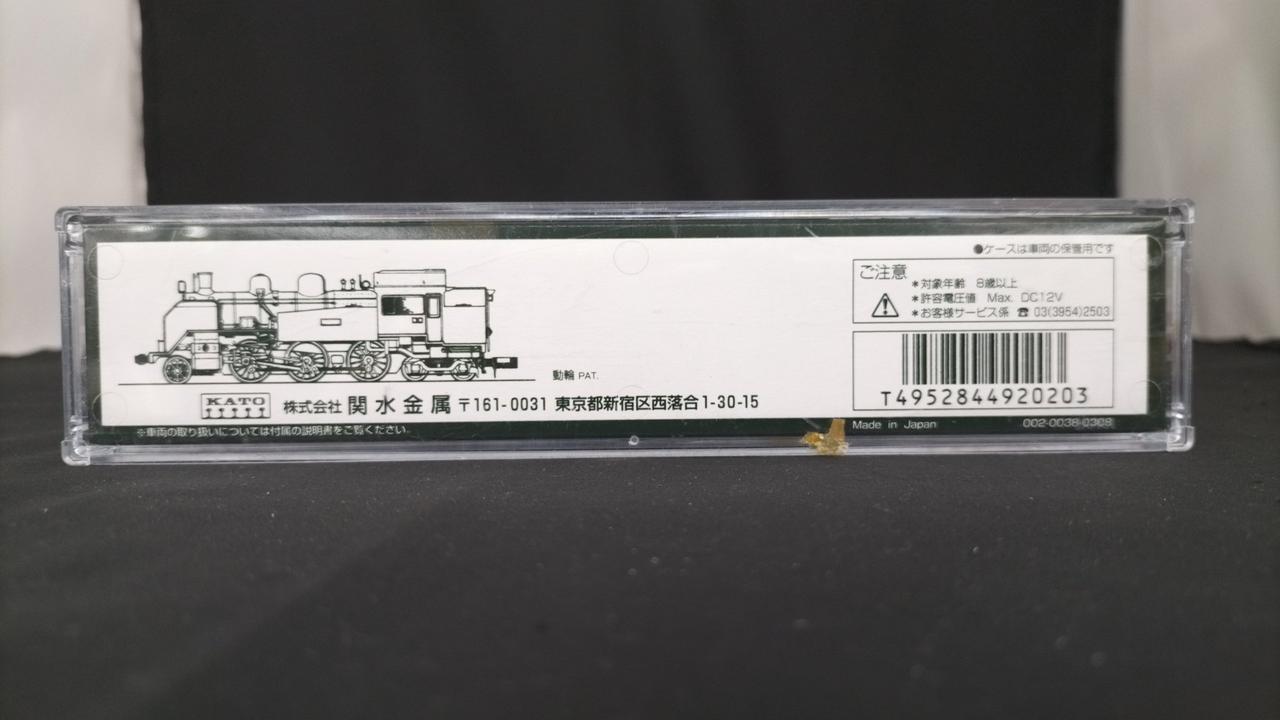 ●ケースは車両の保管用です
ご注意
＊対象年齢 8歳以上
＊許容電圧値 Max. DC12V
＊お客様サービス係 ☎ 03(3954)2503
動輪 PAT.
T4952844920203
KATO
株式会社 関水金属 〒161-0031 東京都新宿区西落合1-30-15
※車両の取り扱いについては付属の説明書をご覧ください。
Made in Japan
002-0038-0308